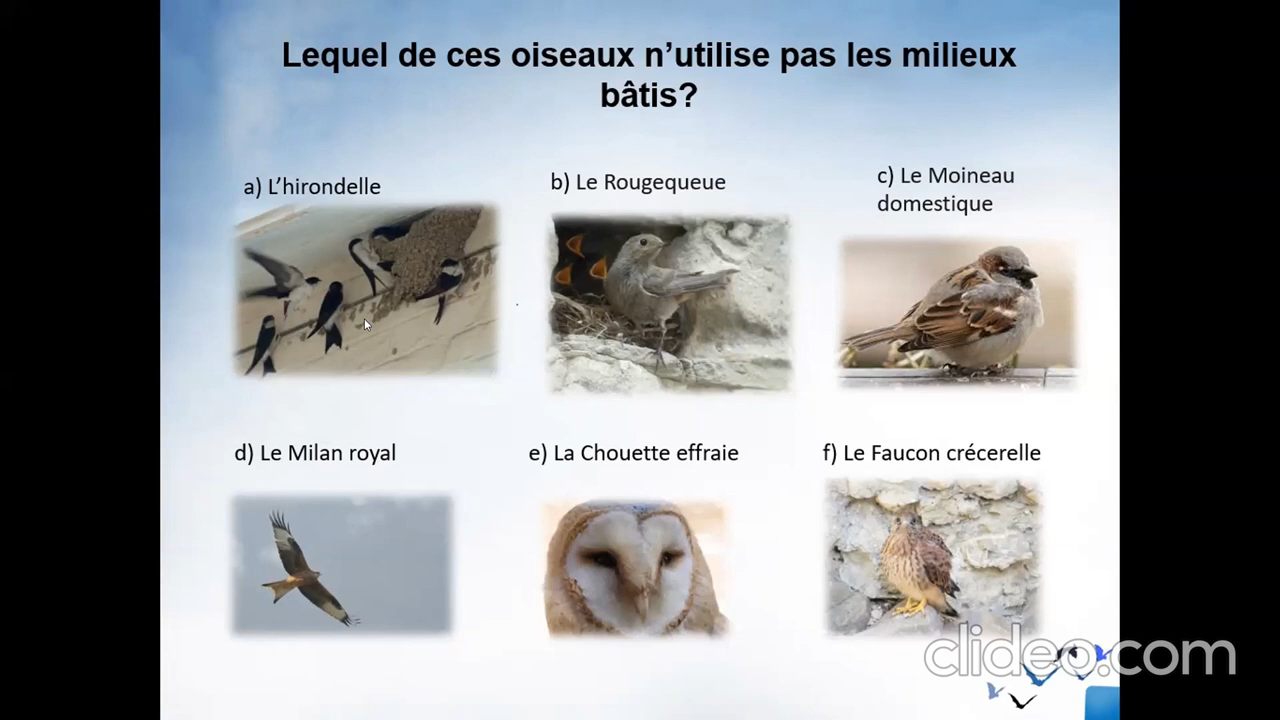 Lequel de ces oiseaux n’utilise pas les milieux
bâtis?
a) L’hirondelle
b) Le Rougequeue
c) Le Moineau
domestique
d) Le Milan royal
e) La Chouette effraie
f) Le Faucon crécerelle
clideo.com